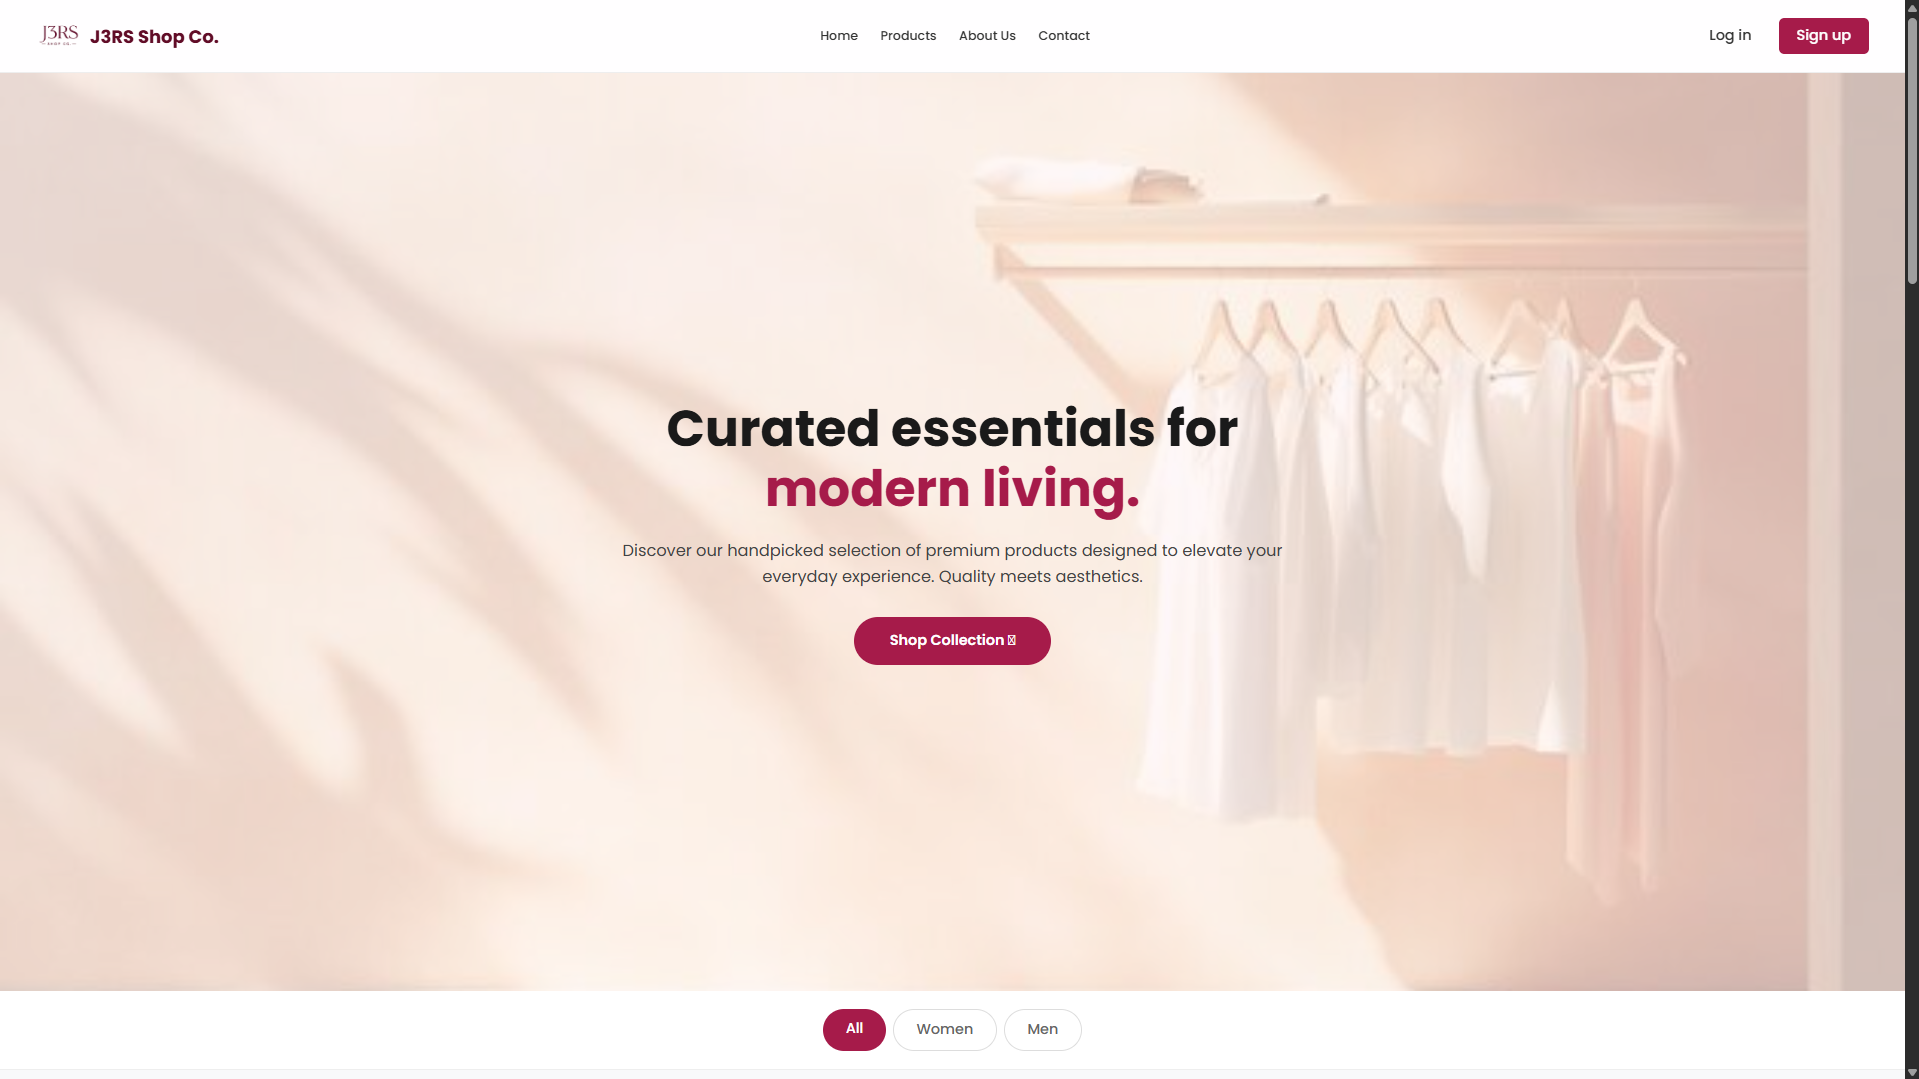 J3RS
SHOP CO.
J3RS Shop Co.
Home
Products
About Us
Contact
Log in
Sign up
Curated essentials for
modern living.
Discover our handpicked selection of premium products designed to elevate your
everyday experience. Quality meets aesthetics.
Shop Collection
All
Women
Men